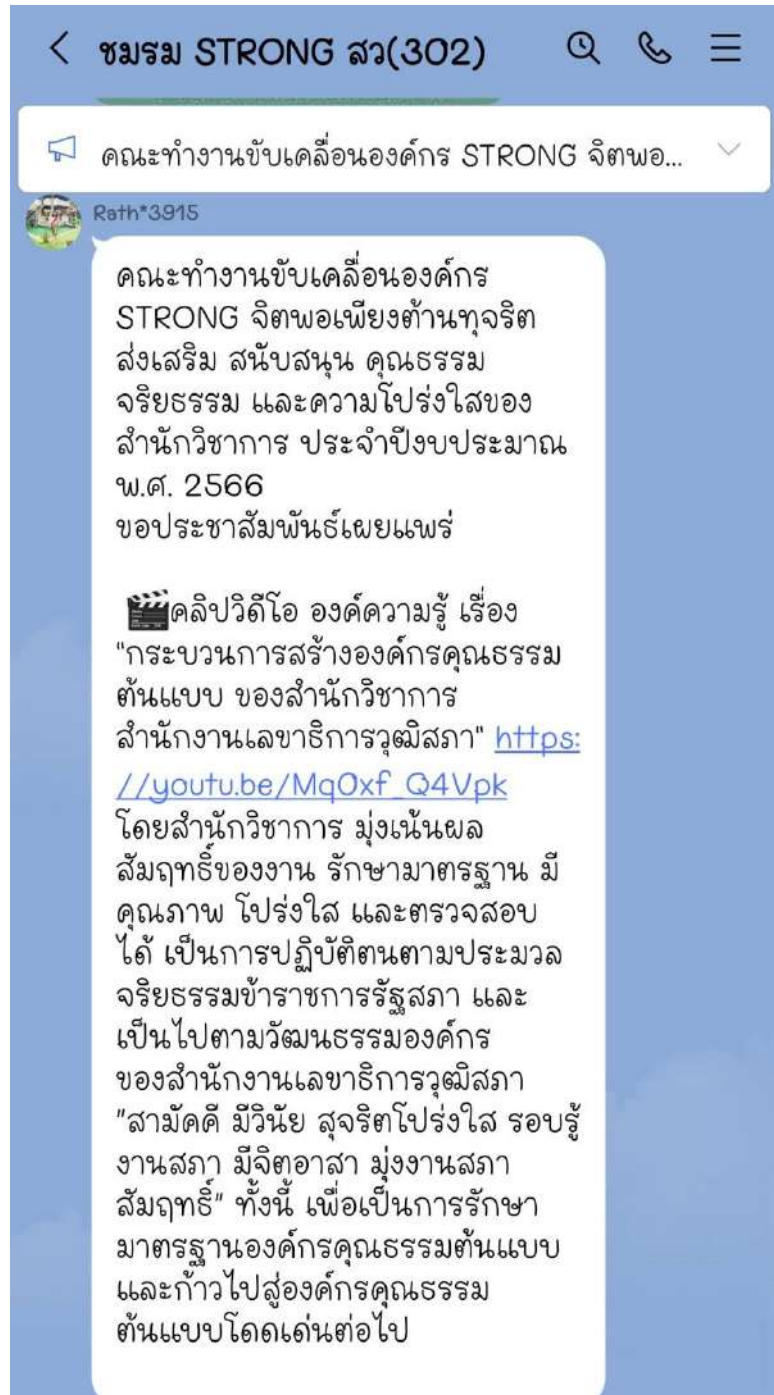 ชมรม STRONG สว(302)
คณะทำงานขับเคลื่อนองค์กร STRONG จิตพอ...
Rath*3915
คณะทำงานขับเคลื่อนองค์กร
STRONG จิตพอเพียงต้านทุจริต
ส่งเสริม สนับสนุน คุณธรรม
จริยธรรม และความโปร่งใสของ
สำนักวิชาการ ประจำปีงบประมาณ
พ.ศ. 2566
ขอประชาสัมพันธ์เผยแพร่
🎬คลิปวิดีโอ องค์ความรู้ เรื่อง
"กระบวนการสร้างองค์กรคุณธรรม
ต้นแบบ ของสำนักวิชาการ
สำนักงานเลขาธิการวุฒิสภา" https:
//youtu.be/MqOxf_Q4Vpk
โดยสำนักวิชาการ มุ่งเน้นผล
สัมฤทธิ์ของงาน รักษามาตรฐาน มี
คุณภาพ โปร่งใส และตรวจสอบ
ได้ เป็นการปฏิบัติตนตามประมวล
จริยธรรมข้าราชการรัฐสภา และ
เป็นไปตามวัฒนธรรมองค์กร
ของสำนักงานเลขาธิการวุฒิสภา
"สามัคคี มีวินัย สุจริตโปร่งใส รอบรู้
งานสภา มีจิตอาสา มุ่งงานสภา
สัมฤทธิ์" ทั้งนี้ เพื่อเป็นการรักษา
มาตรฐานองค์กรคุณธรรมต้นแบบ
และก้าวไปสู่องค์กรคุณธรรม
ต้นแบบโดดเด่นต่อไป